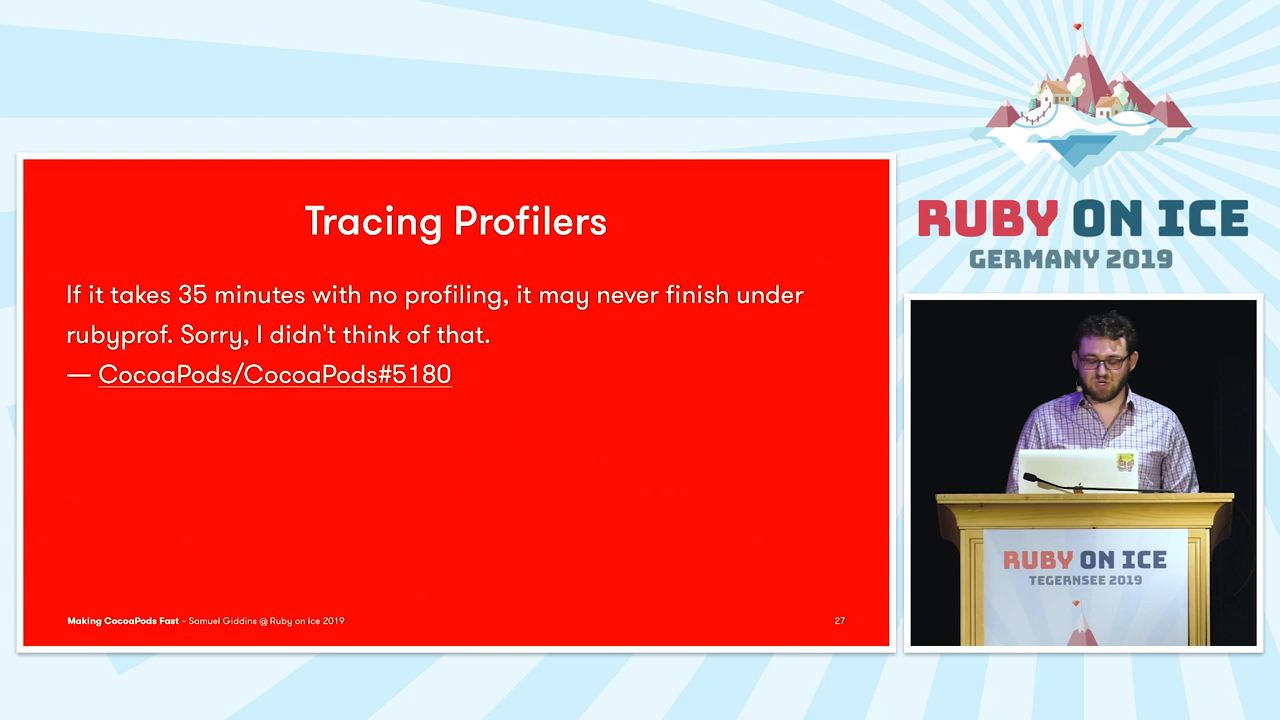 Tracing Profilers
If it takes 35 minutes with no profiling, it may never finish under
rubyprof. Sorry, I didn't think of that.
— CocoaPods/CocoaPods#5180
Making CocoaPods Fast – Samuel Giddins @ Ruby on Ice 2019
27
RUBY ON ICE
GERMANY 2019
RUBY ON ICE
TEGERNSEE 2019